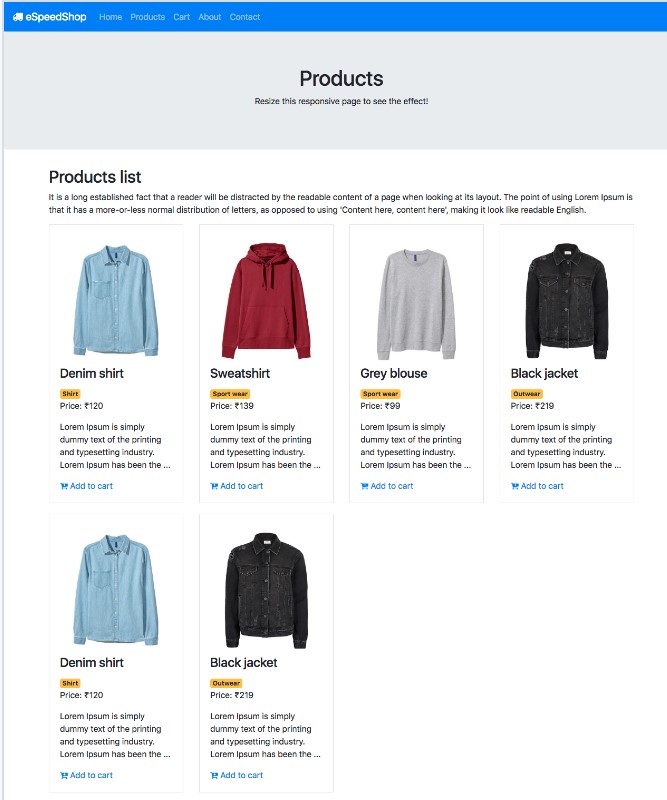 eSpeedShop Home Products Cart About Contact
Products
Resize this responsive page to see the effect!
Products list
It is a long established fact that a reader will be distracted by the readable content of a page when looking at its layout. The point of using Lorem Ipsum is
that it has a more-or-less normal distribution of letters, as opposed to using 'Content here, content here', making it look like readable English.
Denim shirt
Shirt
Price: ₹120
Lorem Ipsum is simply
dummy text of the printing
and typesetting industry.
Lorem Ipsum has been the ...
Add to cart
Sweatshirt
Sport wear
Price: ₹139
Lorem Ipsum is simply
dummy text of the printing
and typesetting industry.
Lorem Ipsum has been the ...
Add to cart
Grey blouse
Sport wear
Price: ₹99
Lorem Ipsum is simply
dummy text of the printing
and typesetting industry.
Lorem Ipsum has been the ...
Add to cart
Black jacket
Outwear
Price: ₹219
Lorem Ipsum is simply
dummy text of the printing
and typesetting industry.
Lorem Ipsum has been the ...
Add to cart
Denim shirt
Shirt
Price: ₹120
Lorem Ipsum is simply
dummy text of the printing
and typesetting industry.
Lorem Ipsum has been the ...
Add to cart
Black jacket
Outwear
Price: ₹219
Lorem Ipsum is simply
dummy text of the printing
and typesetting industry.
Lorem Ipsum has been the ...
Add to cart